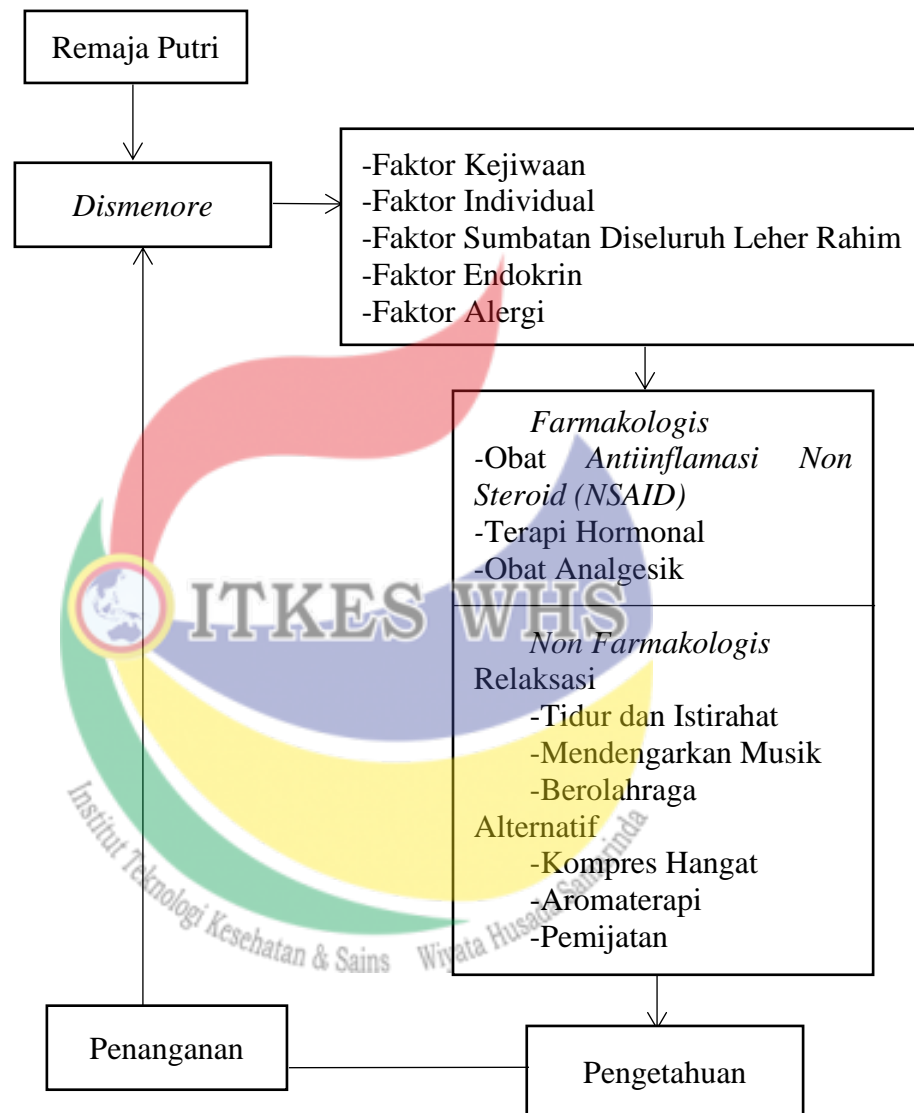 Remaja Putri
Dismenore
-Faktor Kejiwaan
-Faktor Individual
-Faktor Sumbatan Diseluruh Leher Rahim
-Faktor Endokrin
-Faktor Alergi
Farmakologis
-Obat Antiinflamasi Non
Steroid (NSAID)
-Terapi Hormonal
-Obat Analgesik
ITKES WHS
Non Farmakologis
Relaksasi
-Tidur dan Istirahat
-Mendengarkan Musik
-Berolahraga
Alternatif
-Kompres Hangat
-Aromaterapi
-Pemijatan
Institut Teknologi Kesehatan & Sains Wiyata Husada Samarinda
Penanganan
Pengetahuan